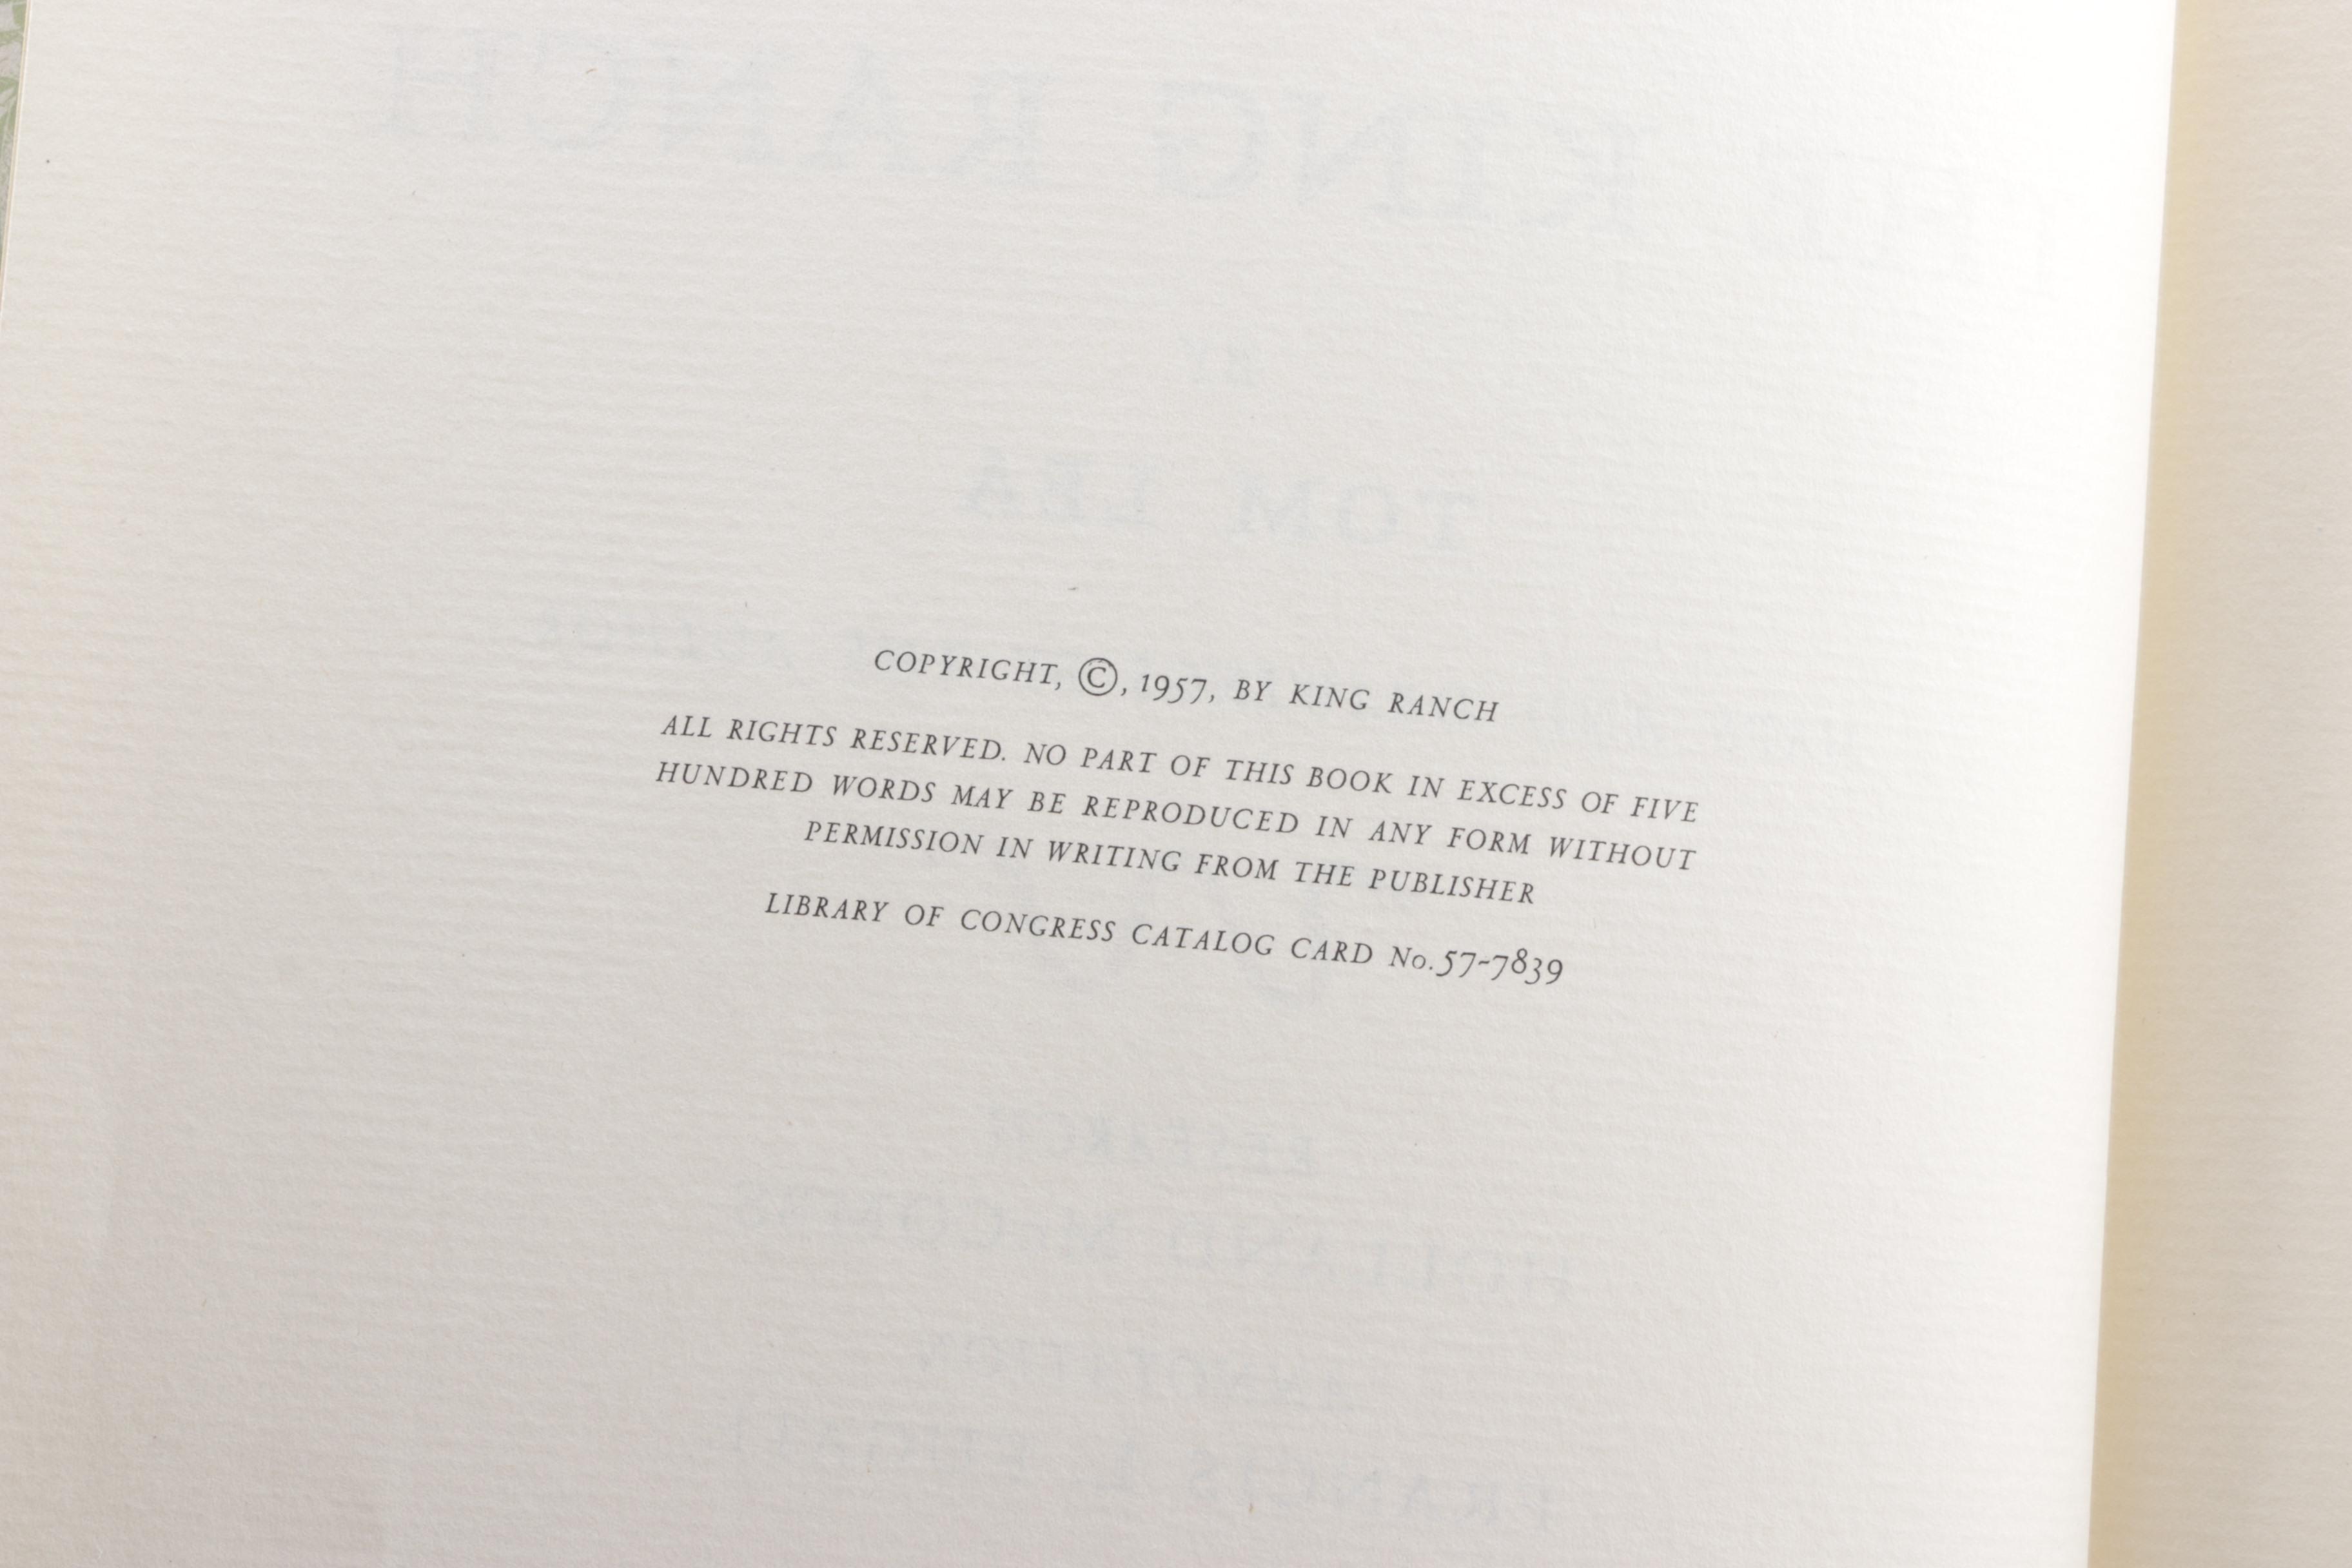 COPYRIGHT, ©, 1957, BY KING RANCH
ALL RIGHTS RESERVED. NO PART OF THIS BOOK IN EXCESS OF FIVE
HUNDRED WORDS MAY BE REPRODUCED IN ANY FORM WITHOUT
PERMISSION IN WRITING FROM THE PUBLISHER
LIBRARY OF CONGRESS CATALOG CARD No. 57-7839